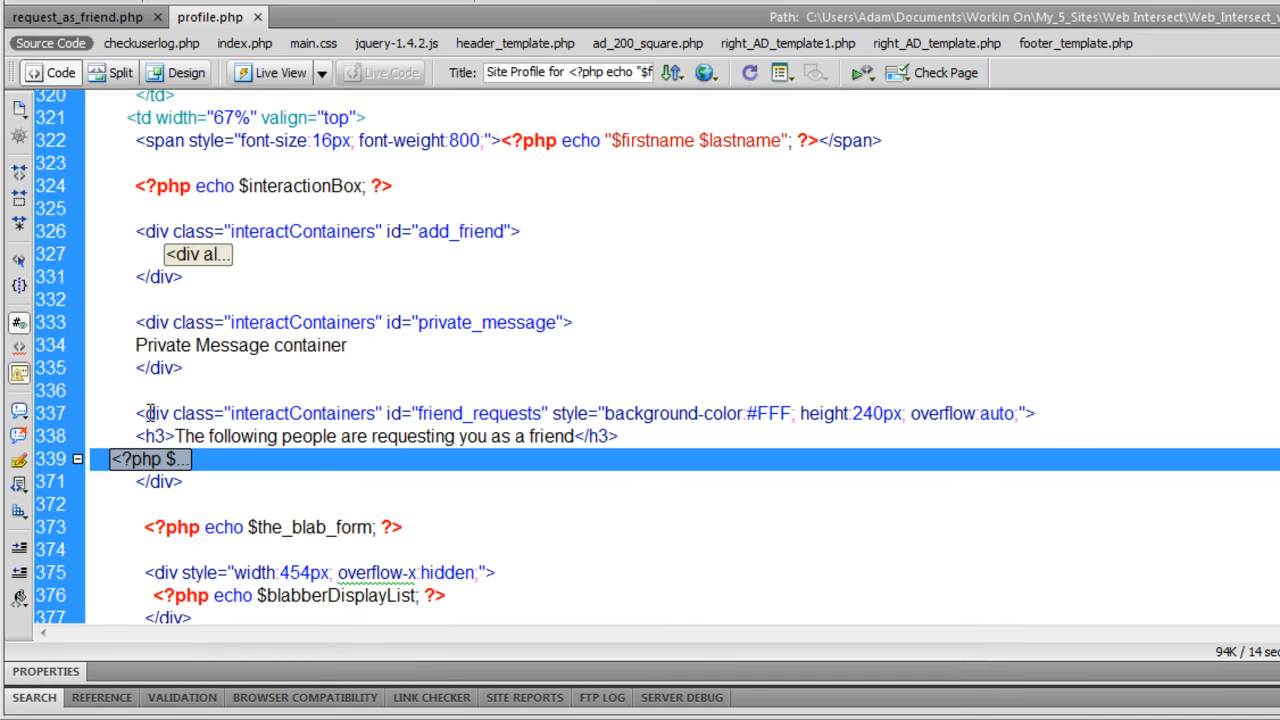 request_as_friend.php × profile.php × Path: C:\Users\Adam\Documents\Workin On\My_5_Sites\Web Intersect\Web_Intersect_
Source Code checkuserlog.php index.php main.css jquery-1.4.2.js header_template.php ad_200_square.php right_AD_template1.php right_AD_template.php footer_template.php
Code Split Design Live View Live Code Title: Site Profile for <?php echo "$f Check Page
320 </td>
321 <td width="67%" valign="top">
322 <span style="font-size:16px; font-weight:800;"><?php echo "$firstname $lastname"; ?></span>
323
324 <?php echo $interactionBox; ?>
325
326 <div class="interactContainers" id="add_friend">
327 <div al...
331 </div>
332
333 <div class="interactContainers" id="private_message">
334 Private Message container
335 </div>
336
337 <div class="interactContainers" id="friend_requests" style="background-color:#FFF; height:240px; overflow:auto;">
338 <h3>The following people are requesting you as a friend</h3>
339 <?php $...
371 </div>
372
373 <?php echo $the_blab_form; ?>
374
375 <div style="width:454px; overflow-x:hidden;">
376 <?php echo $blabberDisplayList; ?>
377 </div>
94K / 14 sec
PROPERTIES
SEARCH REFERENCE VALIDATION BROWSER COMPATIBILITY LINK CHECKER SITE REPORTS FTP LOG SERVER DEBUG